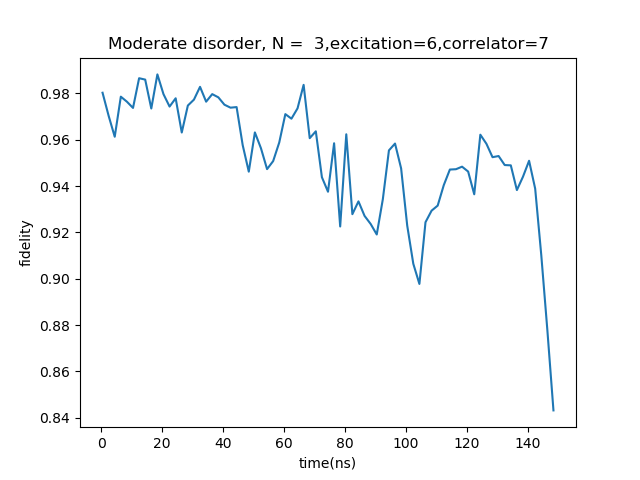 Moderate disorder, N =  3,excitation=6,correlator=7
0.98
0.96
0.94
0.92
0.90
0.88
0.86
0.84
fidelity
0 20 40 60 80 100 120 140
time(ns)